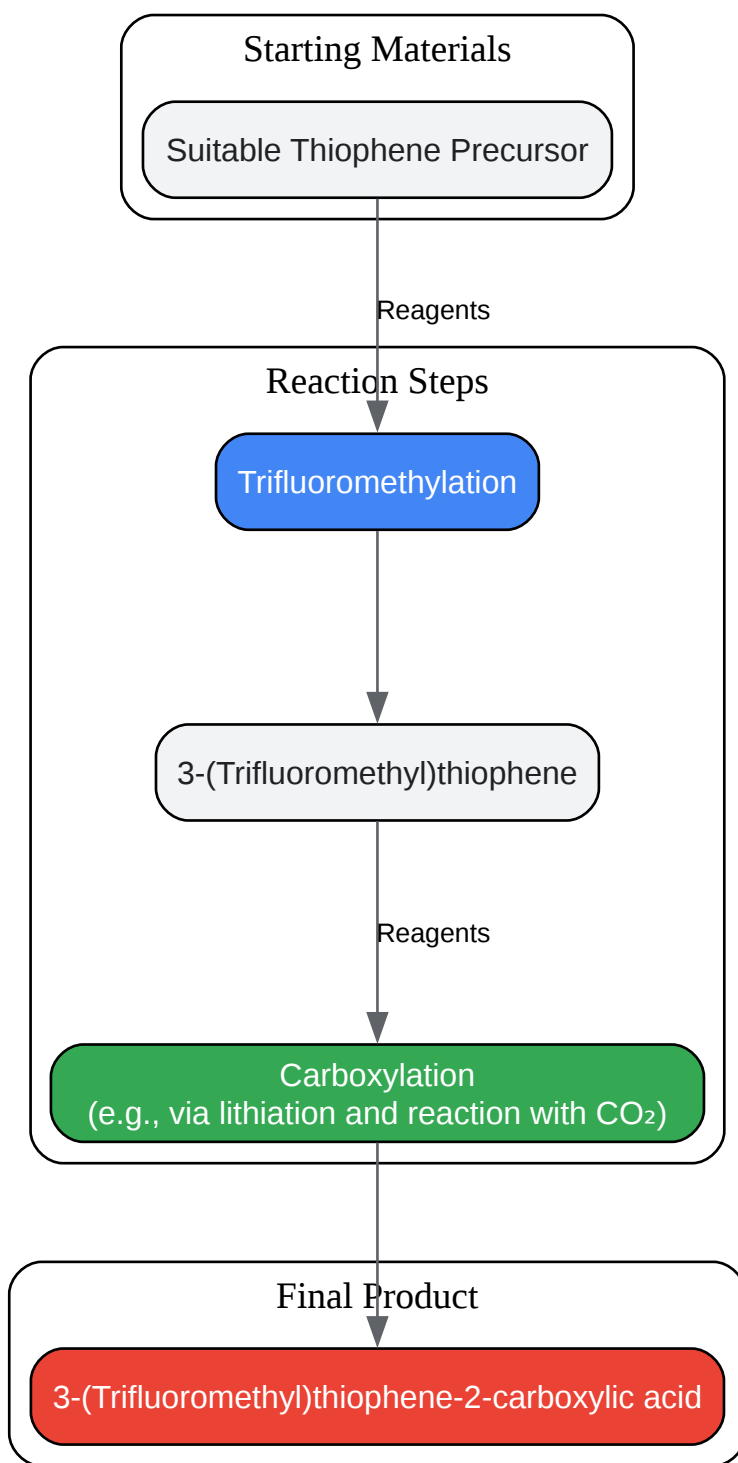 Starting Materials
Suitable Thiophene Precursor
Reagents
Reaction Steps
Trifluoromethylation
3-(Trifluoromethyl)thiophene
Reagents
Carboxylation
(e.g., via lithiation and reaction with CO₂)
Final Product
3-(Trifluoromethyl)thiophene-2-carboxylic acid